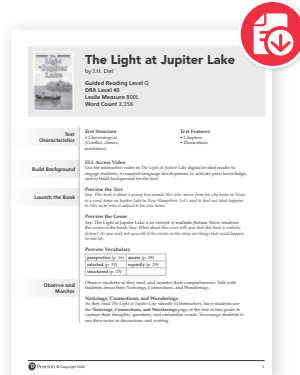 The Light at Jupiter Lake
by J.H. Diel
Guided Reading Level Q
DRA Level 40
Lexile Measure 800L
Word Count 3,356
The Light
at Jupiter
Lake
Text
Characteristics
Text Structure
• Chronological
(Conflict, climax,
resolution)
Text Features
• Chapters
• Illustrations
Build Background
ELL Access Video
Use the interactive video in The Light at Jupiter Lake digital leveled reader to
engage students, to support language development, to activate prior knowledge,
and to build background for the text.
Launch the Book
Preview the Text
Say: This book is about a young boy named Alec who moves from his city home in Texas
to a rural home on Jupiter Lake in New Hampshire. Let's read to find out what happens
to Alec as he tries to adjust to his new home.
Preview the Genre
Say: The Light at Jupiter Lake is an example of realistic fiction. Show students
the cover of the book. Say: What about this cover tells you that this book is realistic
fiction? As you read, ask yourself if the events in the story are things that could happen
in real life.
Preview Vocabulary
perspective (p. 16)
access (p. 28)
selected (p. 19)
expertly (p. 29)
structured (p. 25)
Observe and
Monitor
Observe students as they read, and monitor their comprehension. Talk with
students about their Noticings, Connections, and Wonderings.
Noticings, Connections, and Wonderings
As they read The Light at Jupiter Lake silently to themselves, have students use
the Noticings, Connections, and Wonderings page at the end of this guide to
capture their thoughts, questions, and vocabulary words. Encourage students to
use their notes in discussions and writing.
Pearson © Copyright 2020
1